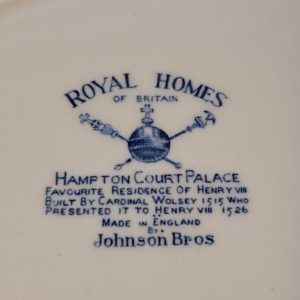 ROYAL HOMES
OF BRITAIN
HAMPTON COURT PALACE
FAVOURITE RESIDENCE OF HENRY VIII
BUILT BY CARDINAL WOLSEY 1515 WHO
PRESENTED IT TO HENRY VIII 1526
MADE IN ENGLAND
BY
Johnson Bros